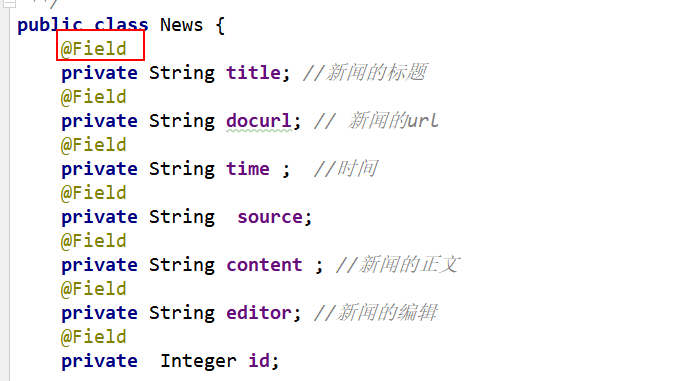 **/
public class News {
@Field
private String title; //新闻的标题
@Field
private String docurl; // 新闻的url
@Field
private String time ;  //时间
@Field
private String  source;
@Field
private String content ; //新闻的正文
@Field
private String editor; //新闻的编辑
@Field
private  Integer id;